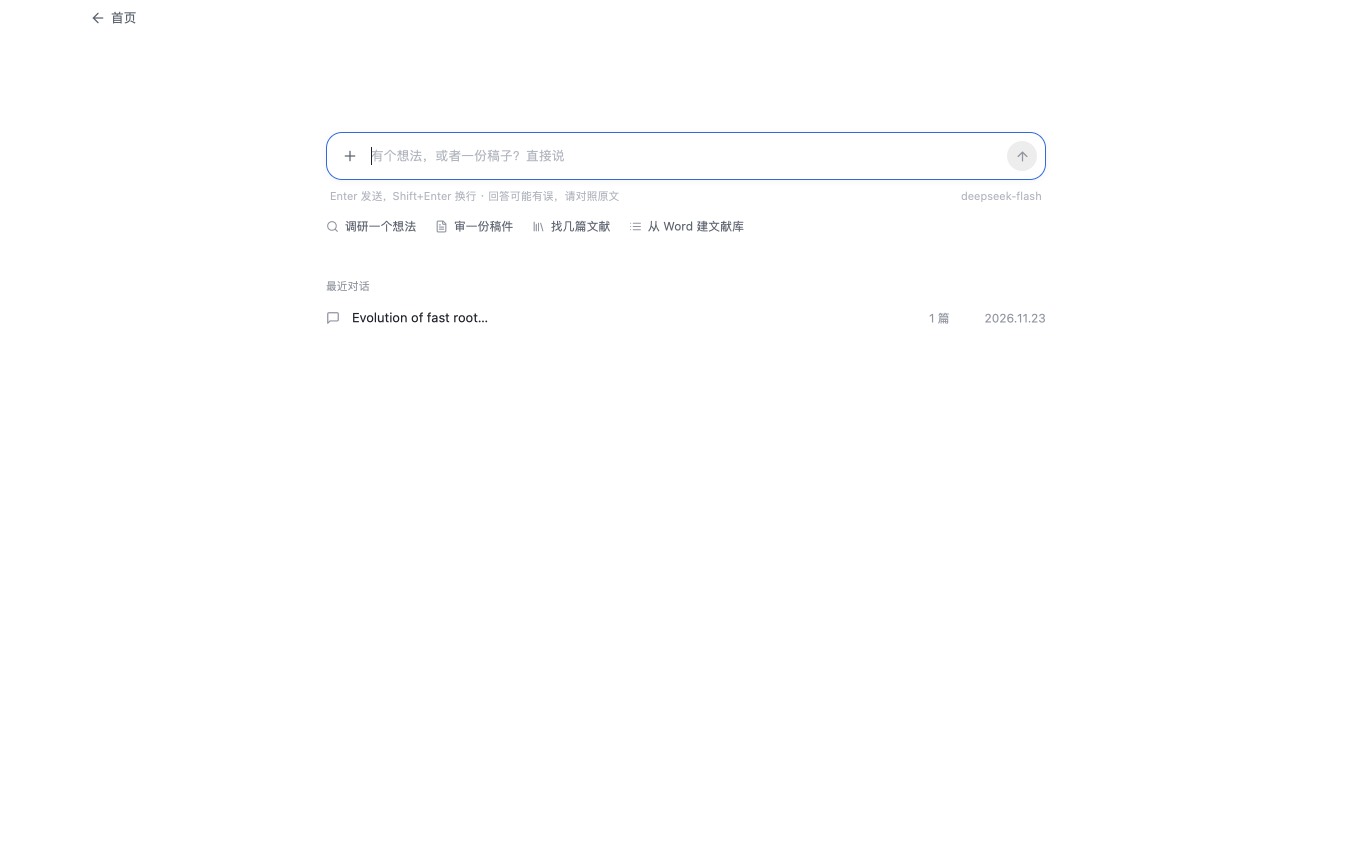 首页
有个想法，或者一份稿子？直接说
Enter 发送，Shift+Enter 换行 · 回答可能有误，请对照原文 deepseek-flash
调研一个想法 审一份稿件 找几篇文献 从 Word 建文献库
最近对话
Evolution of fast root... 1 篇 2026.11.23